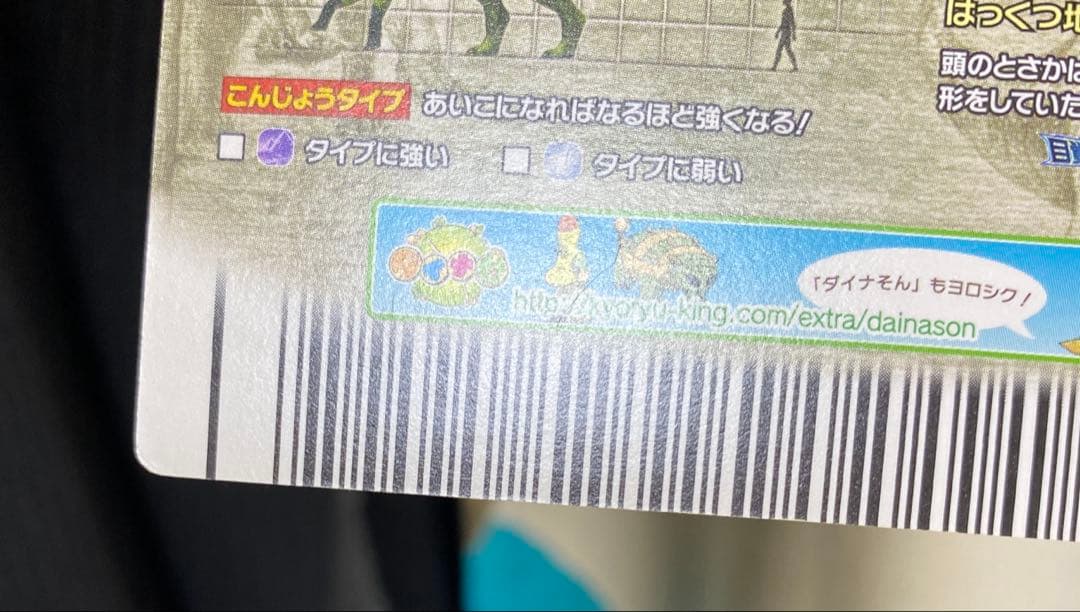 はっくつ地
頭のとさかは
形をしていた
こんじょうタイプ あいこになればなるほど強くなる!
タイプに強い タイプに弱い
「ダイナそん」もヨロシク!
http://kyoryu-king.com/extra/dainason